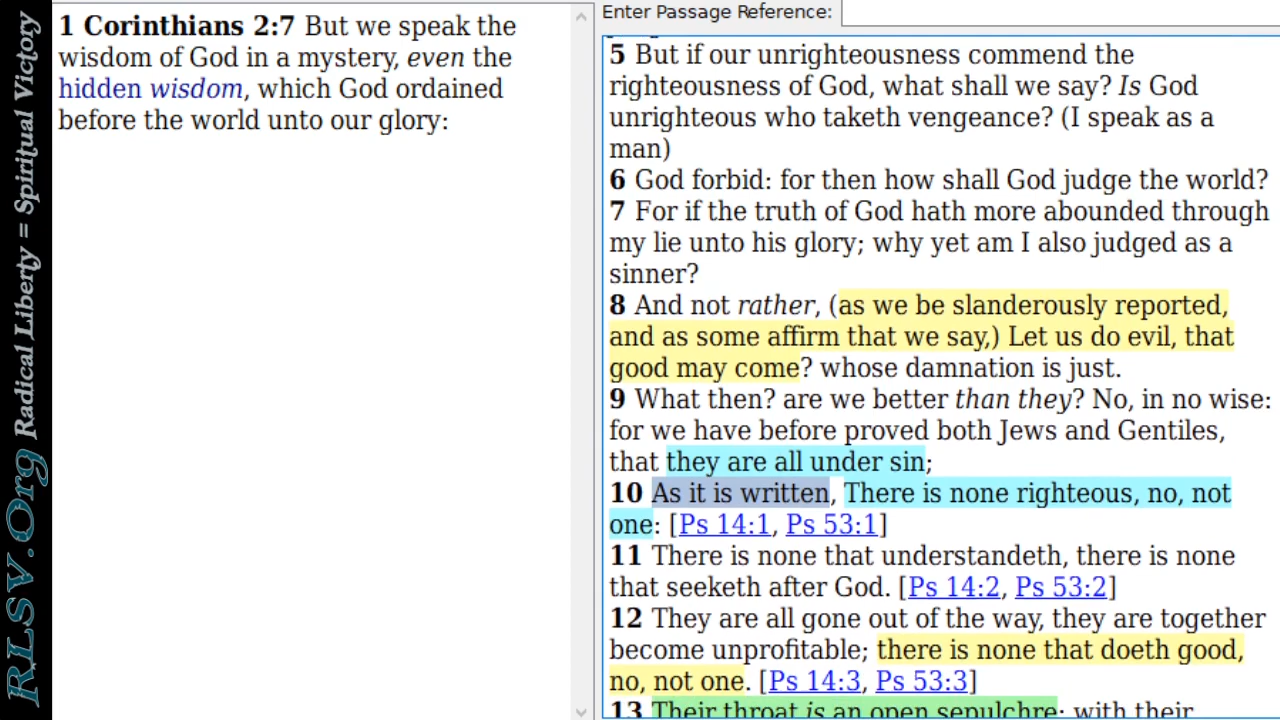 RLSV.Org Radical Liberty = Spiritual Victory
1 Corinthians 2:7 But we speak the
wisdom of God in a mystery, even the
hidden wisdom, which God ordained
before the world unto our glory:
Enter Passage Reference:
5 But if our unrighteousness commend the
righteousness of God, what shall we say? Is God
unrighteous who taketh vengeance? (I speak as a
man)
6 God forbid: for then how shall God judge the world?
7 For if the truth of God hath more abounded through
my lie unto his glory; why yet am I also judged as a
sinner?
8 And not rather, (as we be slanderously reported,
and as some affirm that we say,) Let us do evil, that
good may come? whose damnation is just.
9 What then? are we better than they? No, in no wise:
for we have before proved both Jews and Gentiles,
that they are all under sin;
10 As it is written, There is none righteous, no, not
one: [Ps 14:1, Ps 53:1]
11 There is none that understandeth, there is none
that seeketh after God. [Ps 14:2, Ps 53:2]
12 They are all gone out of the way, they are together
become unprofitable; there is none that doeth good,
no, not one. [Ps 14:3, Ps 53:3]
13 Their throat is an open sepulchre; with their